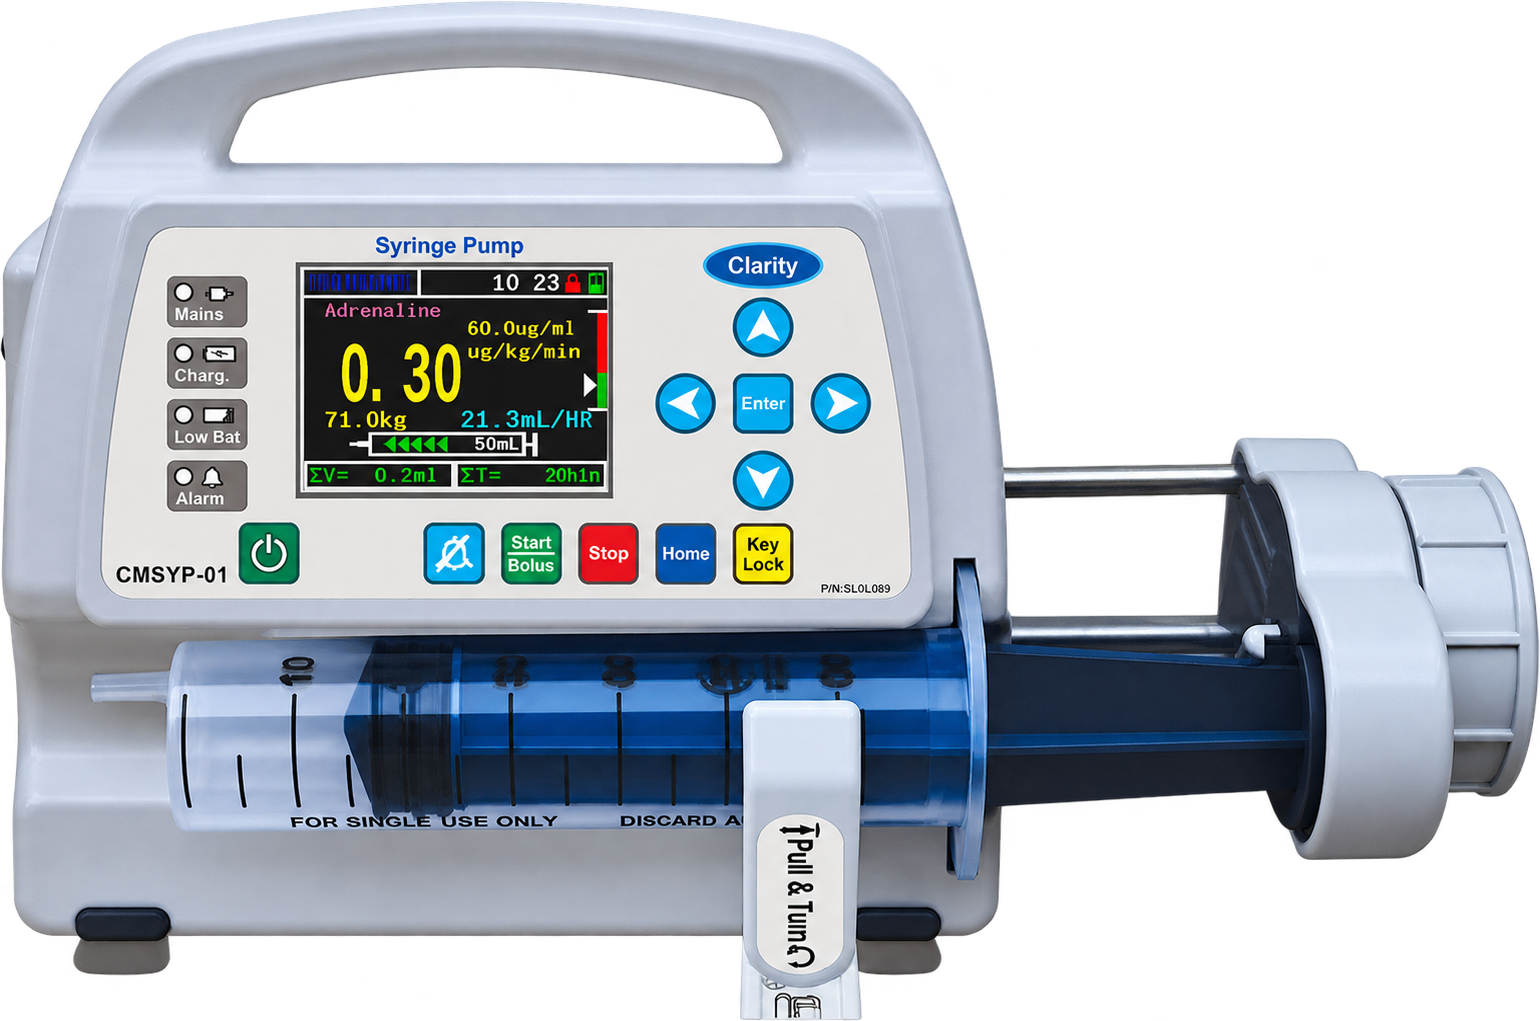 Syringe Pump
Clarity
10 23
Adrenaline
60.0ug/ml
ug/kg/min
0.30
71.0kg
21.3mL/HR
50mL
ΣV= 0.2ml
ΣT= 20h1n
Mains
Charg.
Low Bat
Alarm
Enter
Start
Bolus
Stop
Home
Key
Lock
CMSYP-01
P/N:SL0L089
10
FOR SINGLE USE ONLY
DISCARD A
Pull & Turn